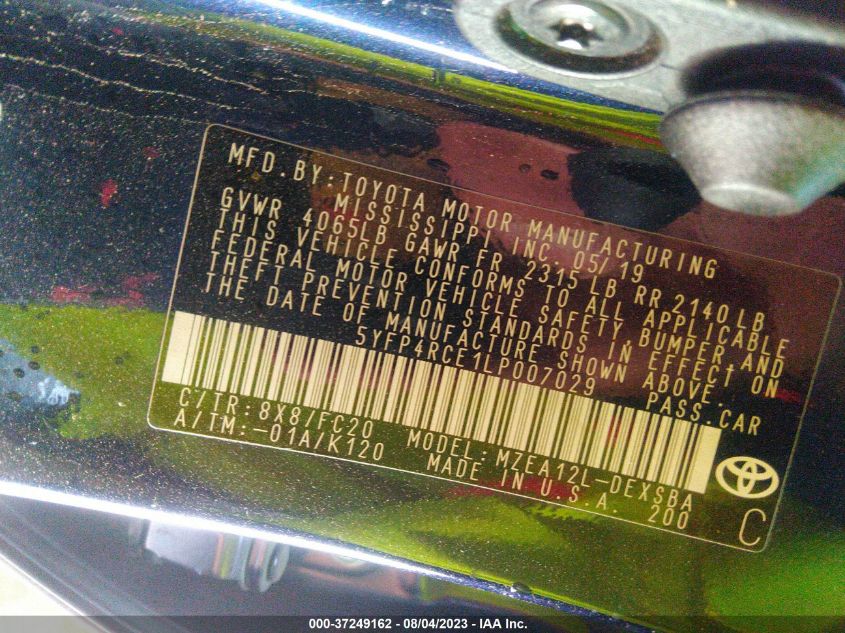 MFD.BY:TOYOTA MOTOR MANUFACTURING
MISSISSIPPI INC. 05/19
GVWR 4065LB GAWR FR 2315LB RR 2140LB
THIS VEHICLE CONFORMS TO ALL APPLICABLE
FEDERAL MOTOR VEHICLE SAFETY,BUMPER,AND
THEFT PREVENTION STANDARDS IN EFFECT ON
THE DATE OF MANUFACTURE SHOWN ABOVE.
5YFP4RCE1LP007029 PASS.CAR
C/TR:8X8/FC20 MODEL:MZEA12L-DEXSBA
A/TM:-01A/K120 MADE IN U.S.A. 200
C
000-37249162 - 08/04/2023 - IAA Inc.